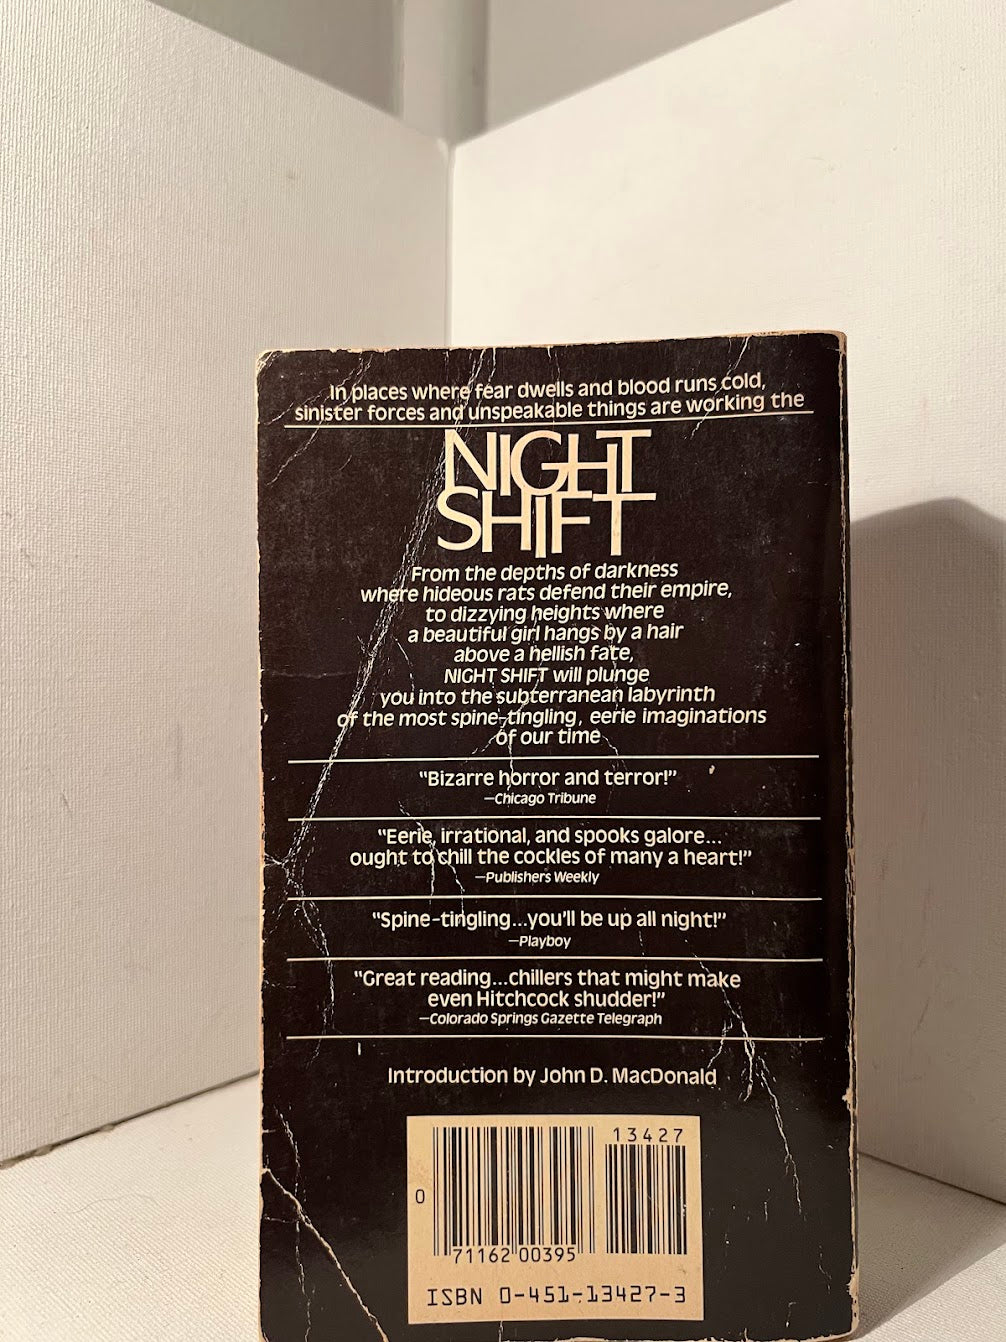 In places where fear dwells and blood runs cold,
sinister forces and unspeakable things are working the
NIGHT
SHIFT
From the depths of darkness
where hideous rats defend their empire,
to dizzying heights where
a beautiful girl hangs by a hair
above a hellish fate,
NIGHT SHIFT will plunge
you into the subterranean labyrinth
of the most spine-tingling, eerie imaginations
of our time
"Bizarre horror and terror!"
—Chicago Tribune
"Eerie, irrational, and spooks galore...
ought to chill the cockles of many a heart!"
—Publishers Weekly
"Spine-tingling...you'll be up all night!"
—Playboy
"Great reading...chillers that might make
even Hitchcock shudder!"
—Colorado Springs Gazette Telegraph
Introduction by John D. MacDonald
13427
0
71162 00395
ISBN 0-451-13427-3